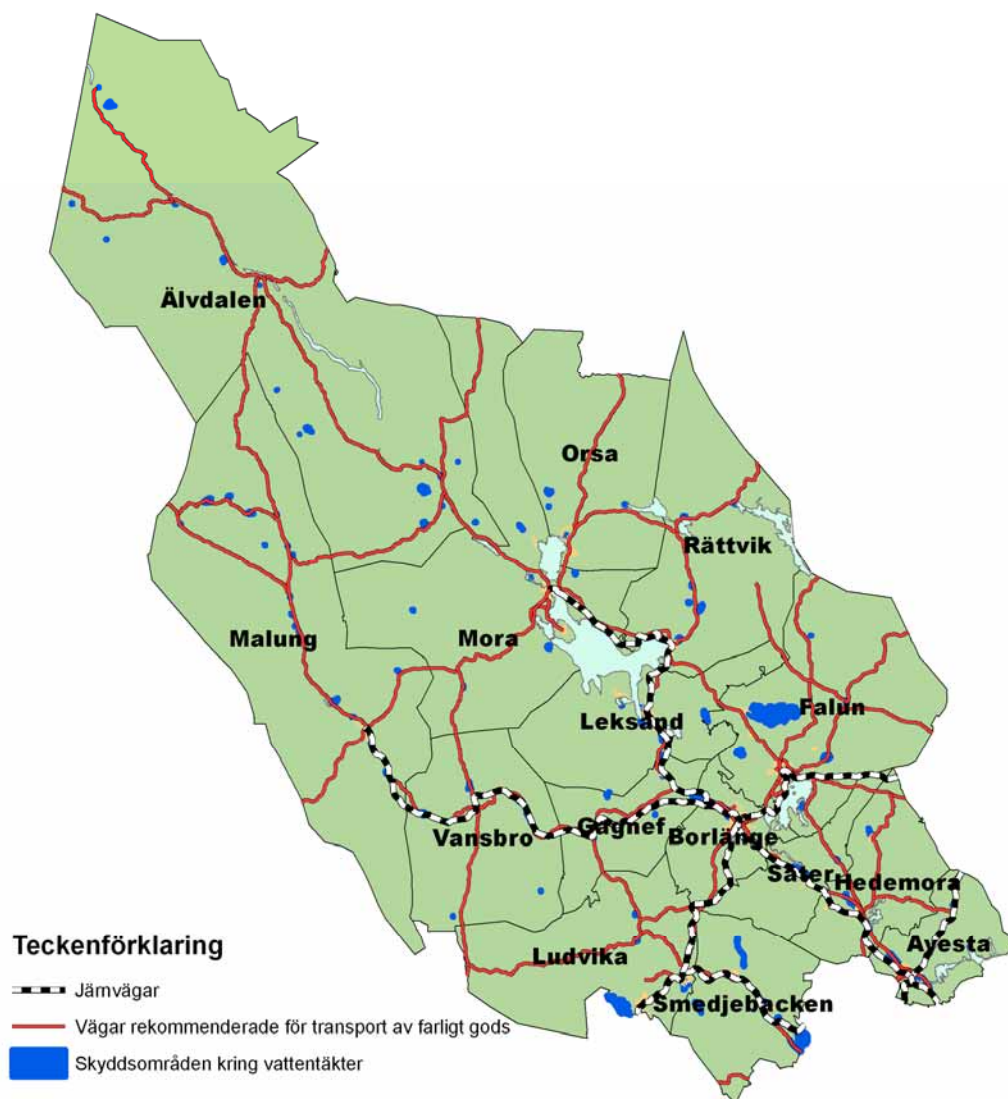 Älvdalen
Orsa
Rättvik
Malung
Mora
Leksand
Falun
Vansbro
Gagnef
Borlänge
Säter
Hedemora
Avesta
Ludvika
Smedjebacken
Teckenförklaring
Järnvägar
Vägar rekommenderade för transport av farligt gods
Skyddsområden kring vattentäkter